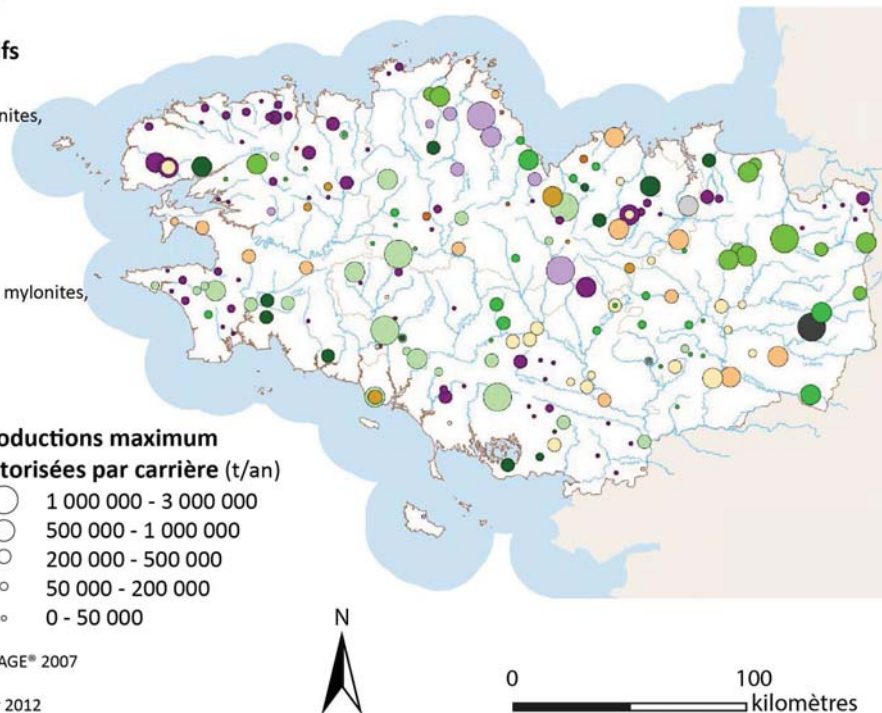 fs
nites,
mylonites,
oductions maximum
torisées par carrière (t/an)
1 000 000 - 3 000 000
500 000 - 1 000 000
200 000 - 500 000
50 000 - 200 000
0 - 50 000
AGE® 2007
2012
N
0 100
kilomètres